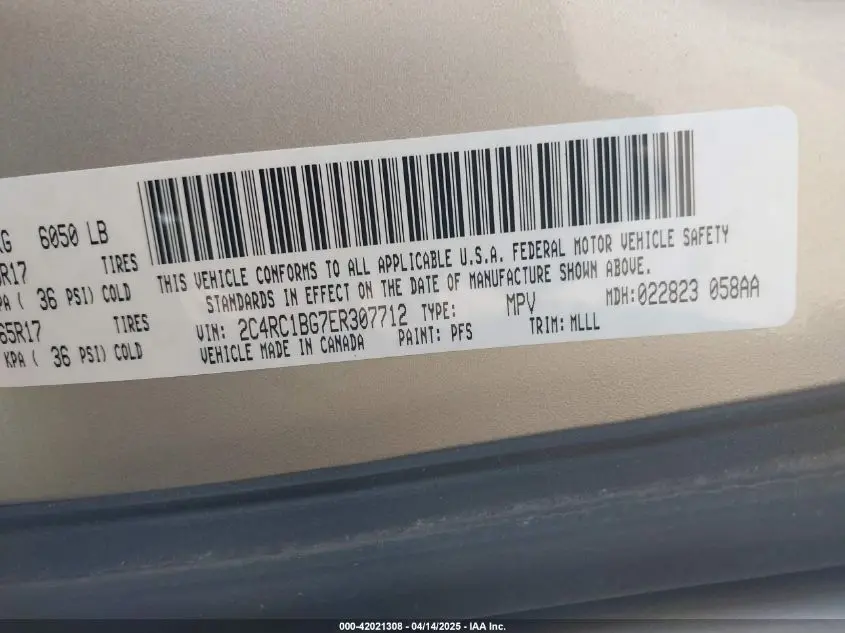 KG 6050 LB
R17 TIRES
KPA ( 36 PSI) COLD
65R17 TIRES
KPA ( 36 PSI) COLD
THIS VEHICLE CONFORMS TO ALL APPLICABLE U.S.A. FEDERAL MOTOR VEHICLE SAFETY
STANDARDS IN EFFECT ON THE DATE OF MANUFACTURE SHOWN ABOVE.
VIN: 2C4RC1BG7ER307712 TYPE: MPV MDH: 022823 058AA
VEHICLE MADE IN CANADA PAINT: PFS TRIM: MLLL
000-42021308 | 04/14/2025 - IAA Inc.